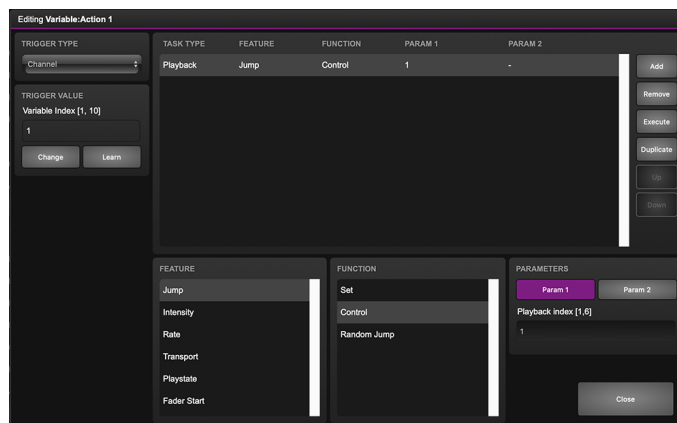 Editing Variable:Action 1
TRIGGER TYPE
Channel
TRIGGER VALUE
Variable Index [1, 10]
1
Change Learn
TASK TYPE FEATURE FUNCTION PARAM 1 PARAM 2
Playback Jump Control 1 -
Add
Remove
Execute
Duplicate
Up
Down
FEATURE
Jump
Intensity
Rate
Transport
Playstate
Fader Start
FUNCTION
Set
Control
Random Jump
PARAMETERS
Param 1 Param 2
Playback index [1,6]
1
Close